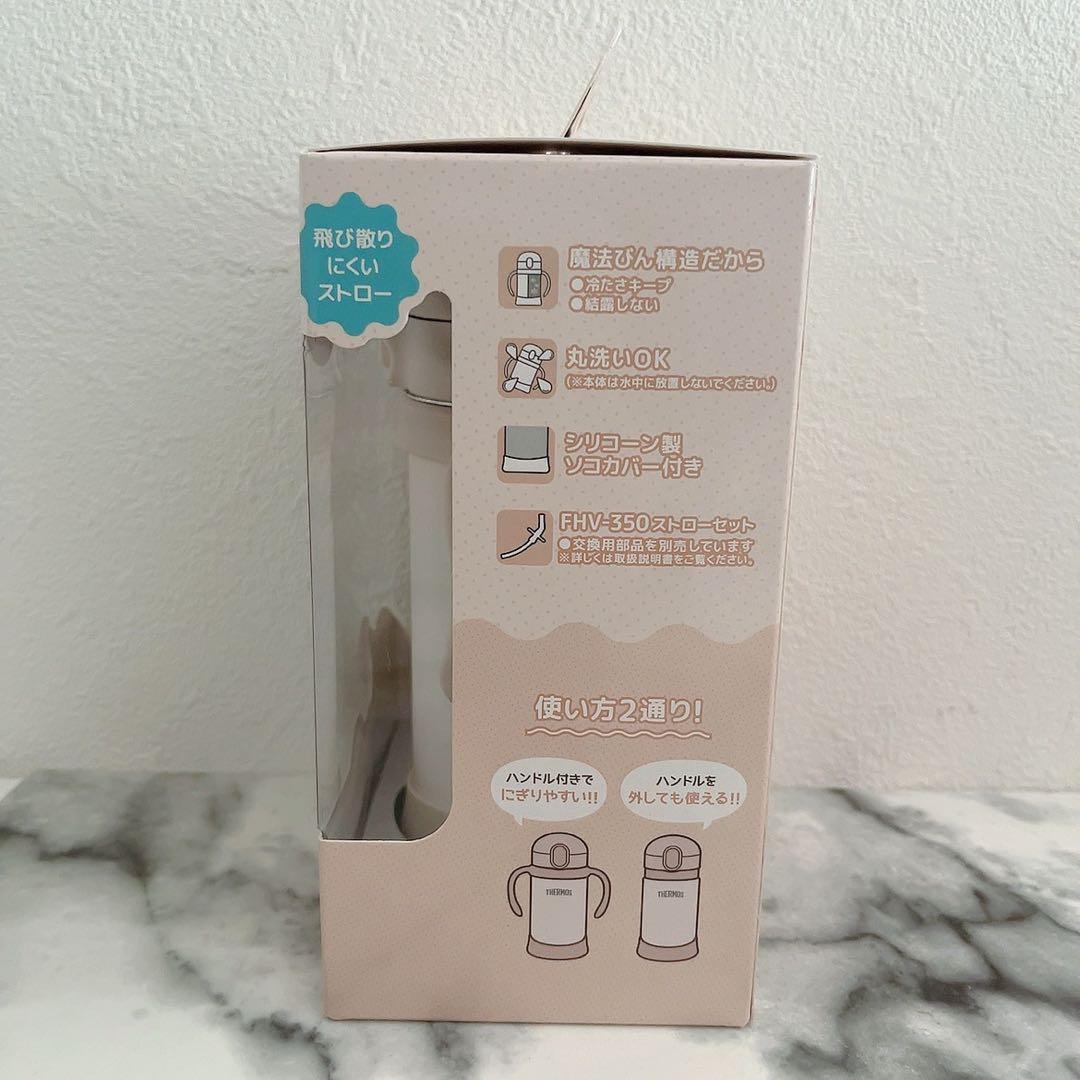 飛び散り
にくい
ストロー
魔法びん構造だから
●冷たさキープ
●結露しない
丸洗いOK
(※本体は水中に放置しないでください。)
シリコーン製
ソコカバー付き
FHV-350ストローセット
●交換用部品を別売しています
※詳しくは取扱説明書をご覧ください。
使い方2通り!
ハンドル付きで
にぎりやすい!!
ハンドルを
外しても使える!!
THERMOS
THERMOS